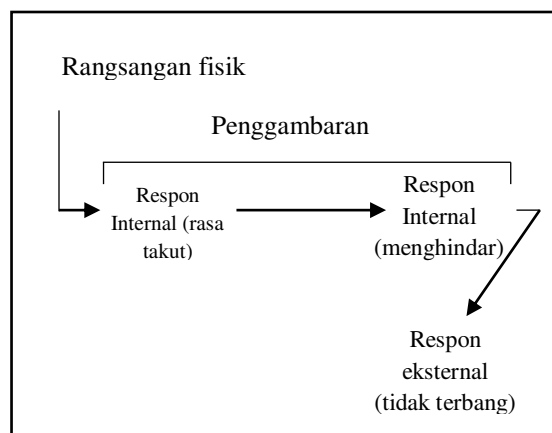 Rangsangan fisik
Penggambaran
Respon
Internal (rasa
takut)
Respon
Internal
(menghindar)
Respon
eksternal
(tidak terbang)